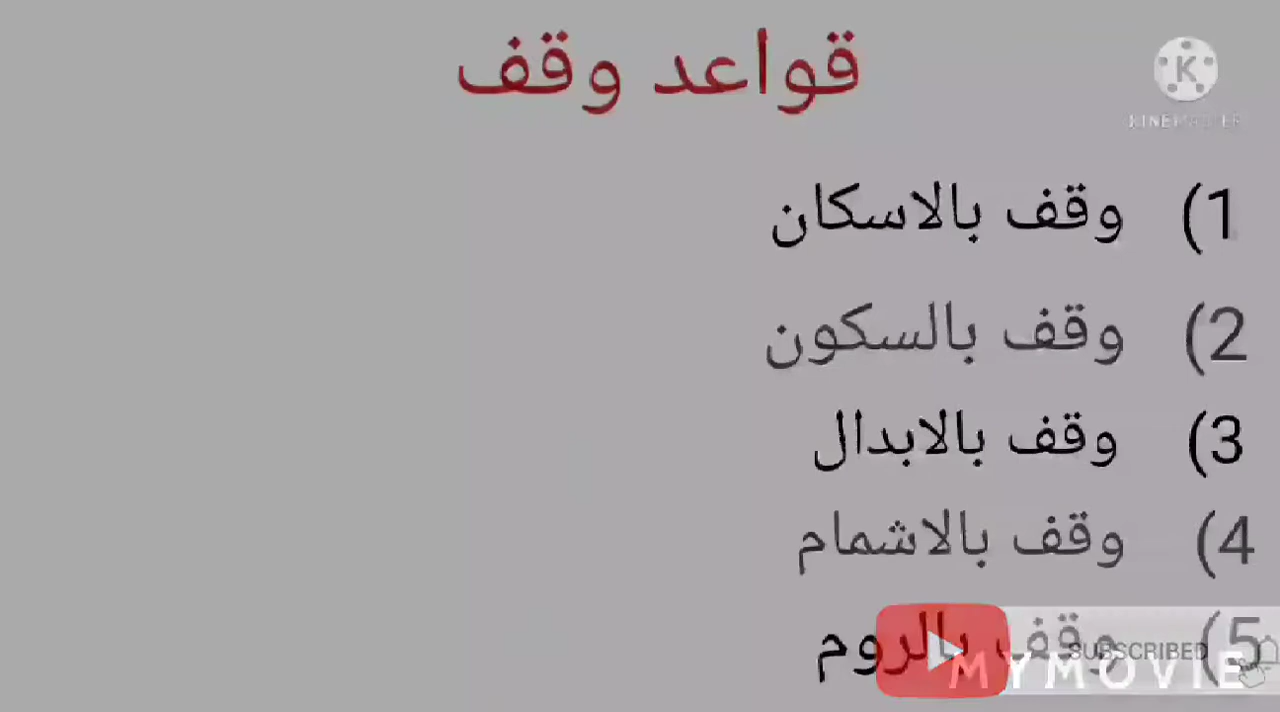 قواعد وقف
K
KINEMASTER
1) وقف بالاسكان
2) وقف بالسكون
3) وقف بالابدال
4) وقف بالاشمام
5) وقف بالروم
SUBSCRIBED
MYMOVIE